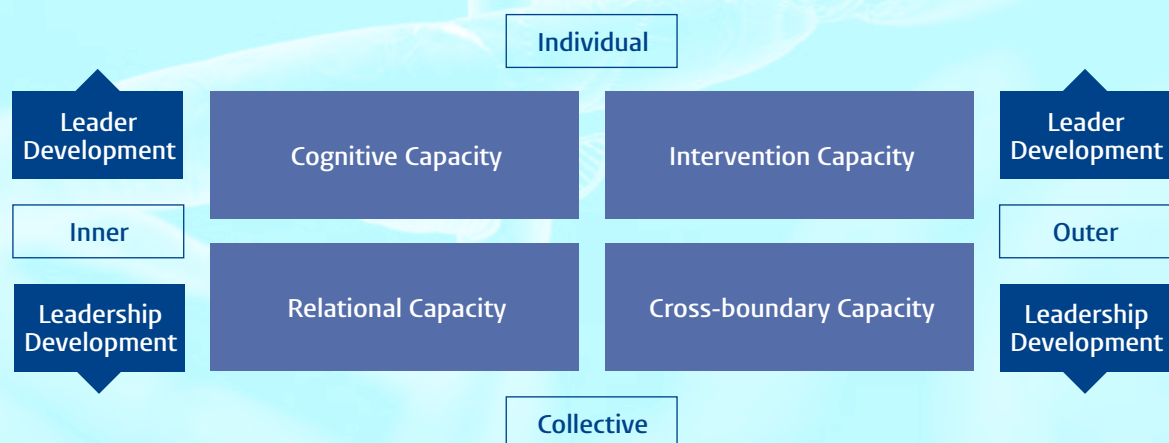 Individual
Leader
Development
Cognitive Capacity
Intervention Capacity
Leader
Development
Inner
Outer
Leadership
Development
Relational Capacity
Cross-boundary Capacity
Leadership
Development
Collective